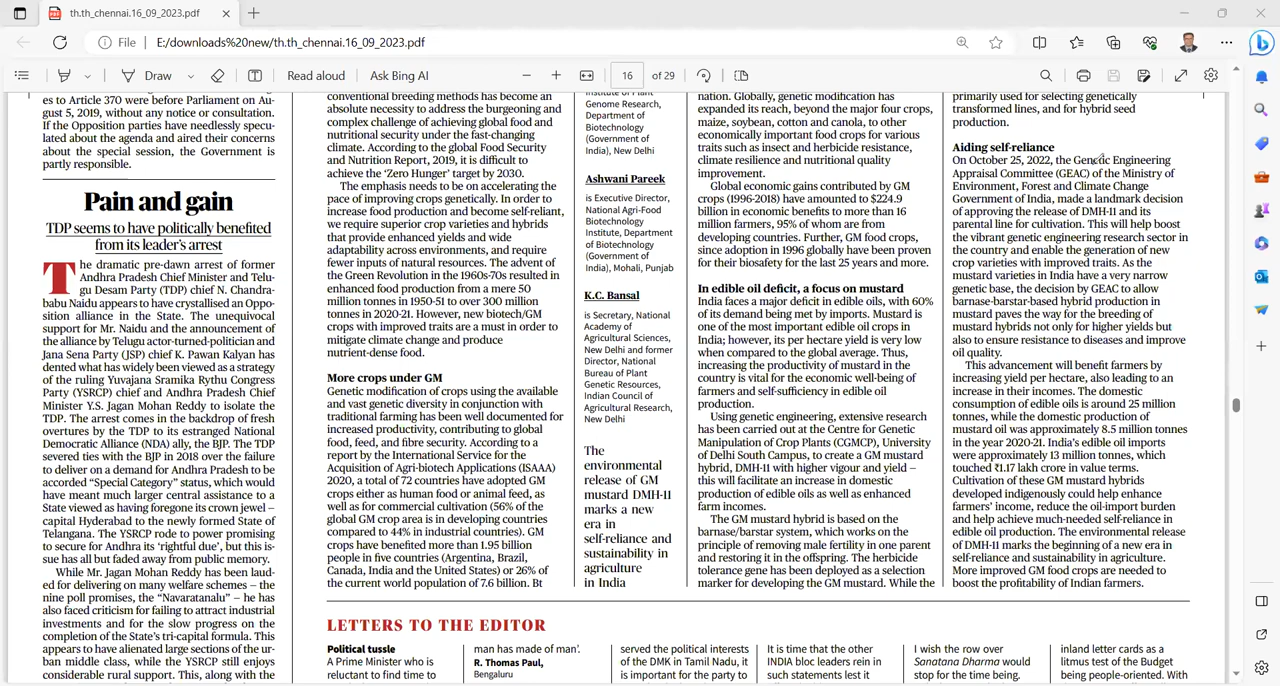 th.th_chennai.16_09_2023.pdf
File
E:/downloads%20new/th.th_chennai.16_09_2023.pdf
Draw
Read aloud
Ask Bing AI
16
of 29
es to Article 370 were before Parliament on Au-
gust 5, 2019, without any notice or consultation.
If the Opposition parties have needlessly specu-
lated about the agenda and aired their concerns
about the special session, the Government is
partly responsible.
Pain and gain
TDP seems to have politically benefited
from its leader's arrest
The dramatic pre-dawn arrest of former
Andhra Pradesh Chief Minister and Telu-
gu Desam Party (TDP) chief N. Chandra-
babu Naidu appears to have crystallised an Oppo-
sition alliance in the State. The unequivocal
support for Mr. Naidu and the announcement of
the alliance by Telugu actor-turned-politician and
Jana Sena Party (JSP) chief K. Pawan Kalyan has
dented what has widely been viewed as a strategy
of the ruling Yuvajana Sramika Rythu Congress
Party (YSRCP) chief and Andhra Pradesh Chief
Minister Y.S. Jagan Mohan Reddy to isolate the
TDP. The arrest comes in the backdrop of fresh
overtures by the TDP to its estranged National
Democratic Alliance (NDA) ally, the BJP. The TDP
severed ties with the BJP in 2018 over the failure
to deliver on a demand for Andhra Pradesh to be
accorded "Special Category" status, which would
have meant much larger central assistance to a
State viewed as having foregone its crown jewel –
capital Hyderabad to the newly formed State of
Telangana. The YSRCP rode to power promising
to secure for Andhra its 'rightful due', but this is-
sue has all but faded away from public memory.
While Mr. Jagan Mohan Reddy has been laud-
ed for delivering on many welfare schemes – the
nine poll promises, the "Navaratanalu" – he has
also faced criticism for failing to attract industrial
investments and for the slow progress on the
completion of the State's tri-capital formula. This
appears to have alienated large sections of the ur-
ban middle class, while the YSRCP still enjoys
considerable rural support. This, along with the
conventional breeding methods has become an
absolute necessity to address the burgeoning and
complex challenge of achieving global food and
nutritional security under the fast-changing
climate. According to the global Food Security
and Nutrition Report, 2019, it is difficult to
achieve the 'Zero Hunger' target by 2030.
The emphasis needs to be on accelerating the
pace of improving crops genetically. In order to
increase food production and become self-reliant,
we require superior crop varieties and hybrids
that provide enhanced yields and wide
adaptability across environments, and require
fewer inputs of natural resources. The advent of
the Green Revolution in the 1960s-70s resulted in
enhanced food production from a mere 50
million tonnes in 1950-51 to over 300 million
tonnes in 2020-21. However, new biotech/GM
crops with improved traits are a must in order to
mitigate climate change and produce
nutrient-dense food.
More crops under GM
Genetic modification of crops using the available
and vast genetic diversity in conjunction with
traditional farming has been well documented for
increased productivity, contributing to global
food, feed, and fibre security. According to a
report by the International Service for the
Acquisition of Agri-biotech Applications (ISAAA)
2020, a total of 72 countries have adopted GM
crops either as human food or animal feed, as
well as for commercial cultivation (56% of the
global GM crop area is in developing countries
compared to 44% in industrial countries). GM
crops have benefited more than 1.95 billion
people in five countries (Argentina, Brazil,
Canada, India and the United States) or 26% of
the current world population of 7.6 billion. Bt
Institute of Plant
Genome Research,
Department of
Biotechnology
(Government of
India), New Delhi
Ashwani Pareek
is Executive Director,
National Agri-Food
Biotechnology
Institute, Department
of Biotechnology
(Government of
India), Mohali, Punjab
K.C. Bansal
is Secretary, National
Academy of
Agricultural Sciences,
New Delhi and former
Director, National
Bureau of Plant
Genetic Resources,
Indian Council of
Agricultural Research,
New Delhi
The
environmental
release of GM
mustard DMH-11
marks a new
era in
self-reliance and
sustainability in
agriculture
in India
nation. Globally, genetic modification has
expanded its reach, beyond the major four crops,
maize, soybean, cotton and canola, to other
economically important food crops for various
traits such as insect and herbicide resistance,
climate resilience and nutritional quality
improvement.
Global economic gains contributed by GM
crops (1996-2018) have amounted to $224.9
billion in economic benefits to more than 16
million farmers, 95% of whom are from
developing countries. Further, GM food crops,
since adoption in 1996 globally have been proven
for their biosafety for the last 25 years and more.
In edible oil deficit, a focus on mustard
India faces a major deficit in edible oils, with 60%
of its demand being met by imports. Mustard is
one of the most important edible oil crops in
India; however, its per hectare yield is very low
when compared to the global average. Thus,
increasing the productivity of mustard in the
country is vital for the economic well-being of
farmers and self-sufficiency in edible oil
production.
Using genetic engineering, extensive research
has been carried out at the Centre for Genetic
Manipulation of Crop Plants (CGMCP), University
of Delhi South Campus, to create a GM mustard
hybrid, DMH-11 with higher vigour and yield –
this will facilitate an increase in domestic
production of edible oils as well as enhanced
farm incomes.
The GM mustard hybrid is based on the
barnase/barstar system, which works on the
principle of removing male fertility in one parent
and restoring it in the offspring. The herbicide
tolerance gene has been deployed as a selection
marker for developing the GM mustard. While the
primarily used for selecting genetically
transformed lines, and for hybrid seed
production.
Aiding self-reliance
On October 25, 2022, the Genetic Engineering
Appraisal Committee (GEAC) of the Ministry of
Environment, Forest and Climate Change
Government of India, made a landmark decision
of approving the release of DMH-11 and its
parental line for cultivation. This will help boost
the vibrant genetic engineering research sector in
the country and enable the generation of new
crop varieties with improved traits. As the
mustard varieties in India have a very narrow
genetic base, the decision by GEAC to allow
barnase-barstar-based hybrid production in
mustard paves the way for the breeding of
mustard hybrids not only for higher yields but
also to ensure resistance to diseases and improve
oil quality.
This advancement will benefit farmers by
increasing yield per hectare, also leading to an
increase in their incomes. The domestic
consumption of edible oils is around 25 million
tonnes, while the domestic production of
mustard oil was approximately 8.5 million tonnes
in the year 2020-21. India's edible oil imports
were approximately 13 million tonnes, which
touched ₹1.17 lakh crore in value terms.
Cultivation of these GM mustard hybrids
developed indigenously could help enhance
farmers' income, reduce the oil-import burden
and help achieve much-needed self-reliance in
edible oil production. The environmental release
of DMH-11 marks the beginning of a new era in
self-reliance and sustainability in agriculture.
More improved GM food crops are needed to
boost the profitability of Indian farmers.
LETTERS TO THE EDITOR
Political tussle
A Prime Minister who is
reluctant to find time to
man has made of man'.
R. Thomas Paul,
Bengaluru
served the political interests
of the DMK in Tamil Nadu, it
is important for the party to
It is time that the other
INDIA bloc leaders rein in
such statements lest it
I wish the row over
Sanatana Dharma would
stop for the time being.
inland letter cards as a
litmus test of the Budget
being people-oriented. With